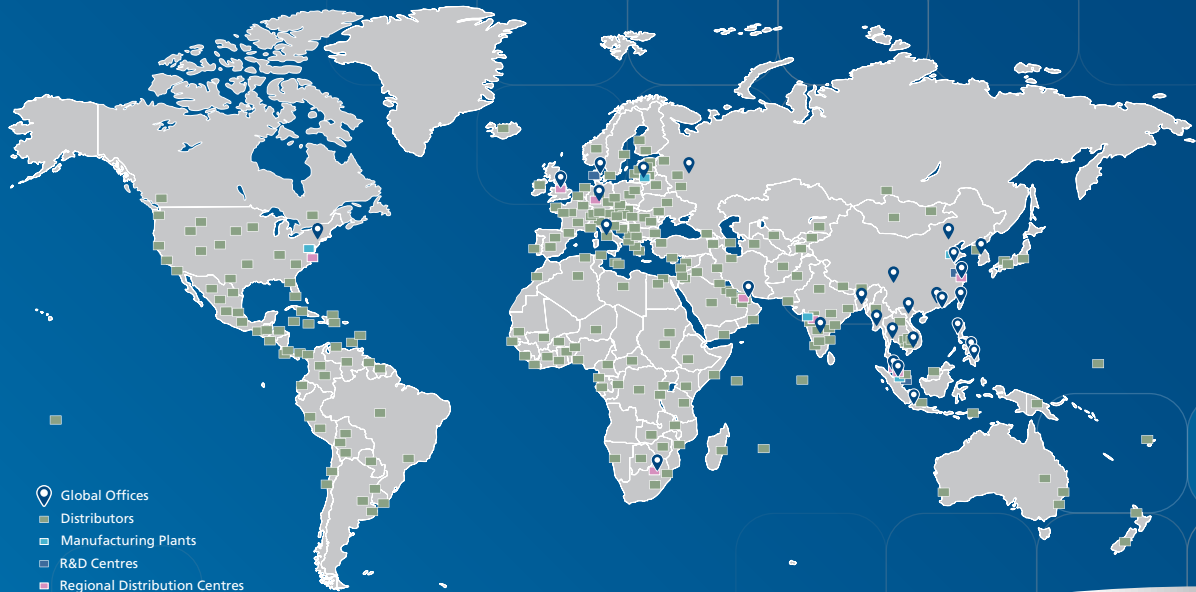 Global Offices
Distributors
Manufacturing Plants
R&D Centres
Regional Distribution Centres